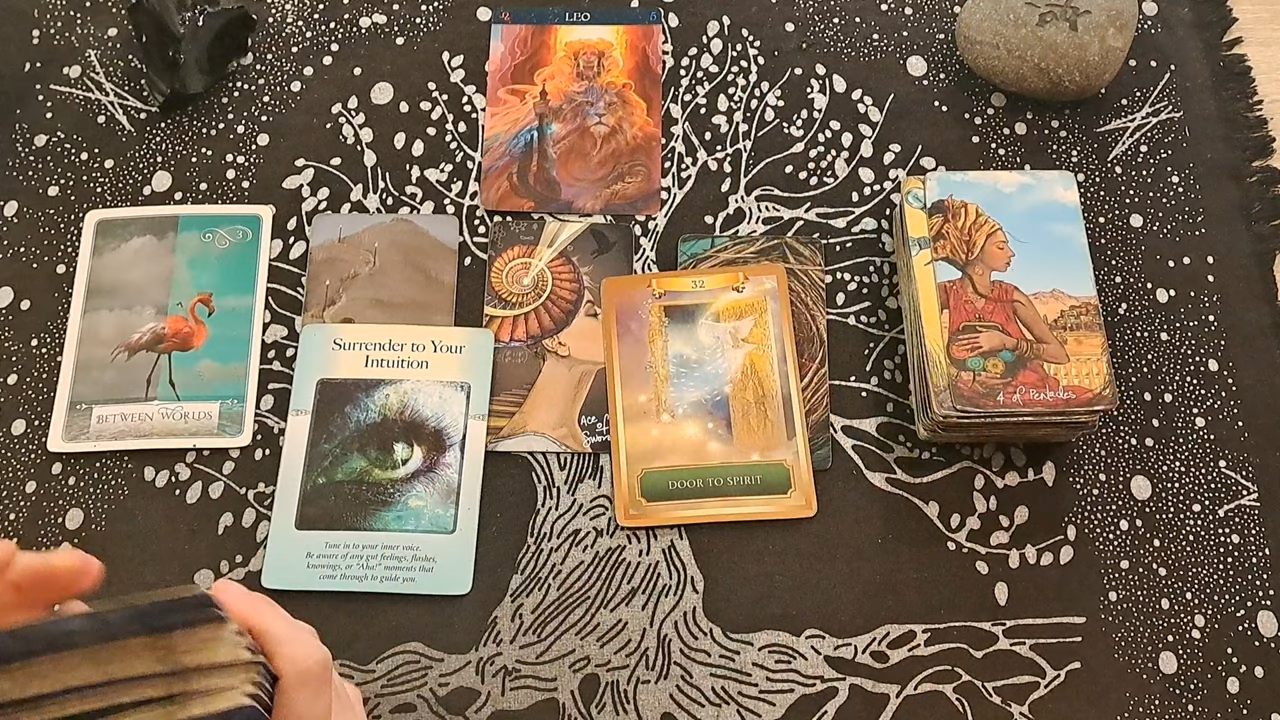 LEO
5
3
BETWEEN WORLDS
Surrender to Your
Intuition
Tune in to your inner voice.
Be aware of any gut feelings, flashes,
knowings, or "Aha!" moments that
come through to guide you.
Ace
of
Swords
32
DOOR TO SPIRIT
4 of Pentacles